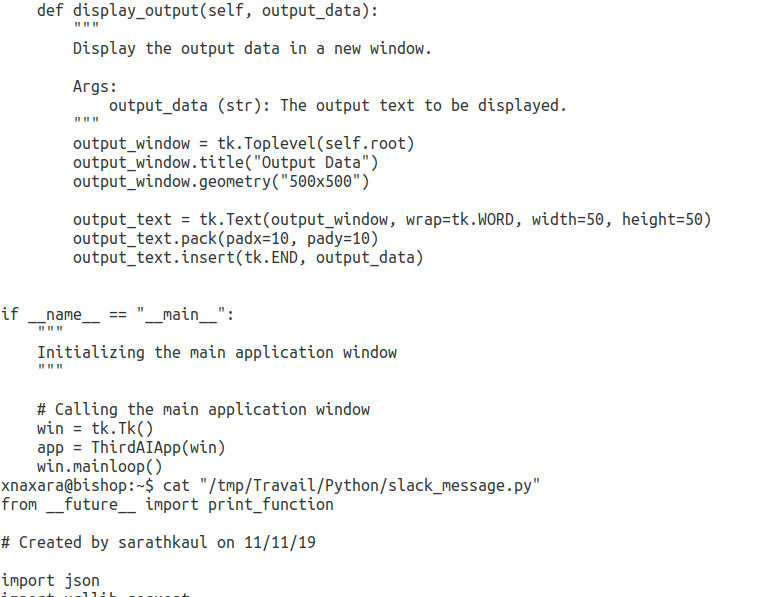 def display_output(self, output_data):
        """
        Display the output data in a new window.

        Args:
            output_data (str): The output text to be displayed.
        """
        output_window = tk.Toplevel(self.root)
        output_window.title("Output Data")
        output_window.geometry("500x500")

        output_text = tk.Text(output_window, wrap=tk.WORD, width=50, height=50)
        output_text.pack(padx=10, pady=10)
        output_text.insert(tk.END, output_data)


if __name__ == "__main__":
    """
    Initializing the main application window
    """

    # Calling the main application window
    win = tk.Tk()
    app = ThirdAIApp(win)
    win.mainloop()
xnaxara@bishop:~$ cat "/tmp/Travail/Python/slack_message.py"
from __future__ import print_function

# Created by sarathkaul on 11/11/19

import json
import urllib.request